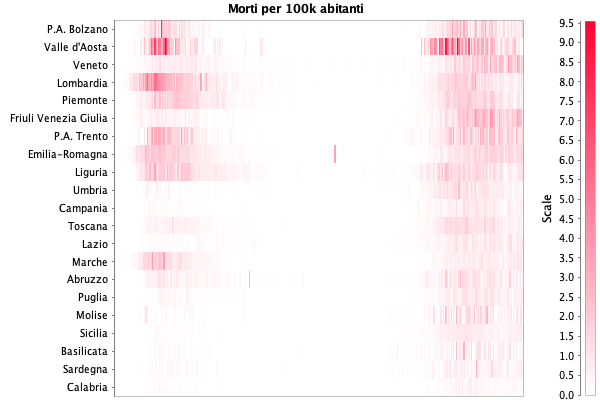 Morti per 100k abitanti
P.A. Bolzano
Valle d'Aosta
Veneto
Lombardia
Piemonte
Friuli Venezia Giulia
P.A. Trento
Emilia-Romagna
Liguria
Umbria
Campania
Toscana
Lazio
Marche
Abruzzo
Puglia
Molise
Sicilia
Basilicata
Sardegna
Calabria
Scale
9.5
9.0
8.5
8.0
7.5
7.0
6.5
6.0
5.5
5.0
4.5
4.0
3.5
3.0
2.5
2.0
1.5
1.0
0.5
0.0